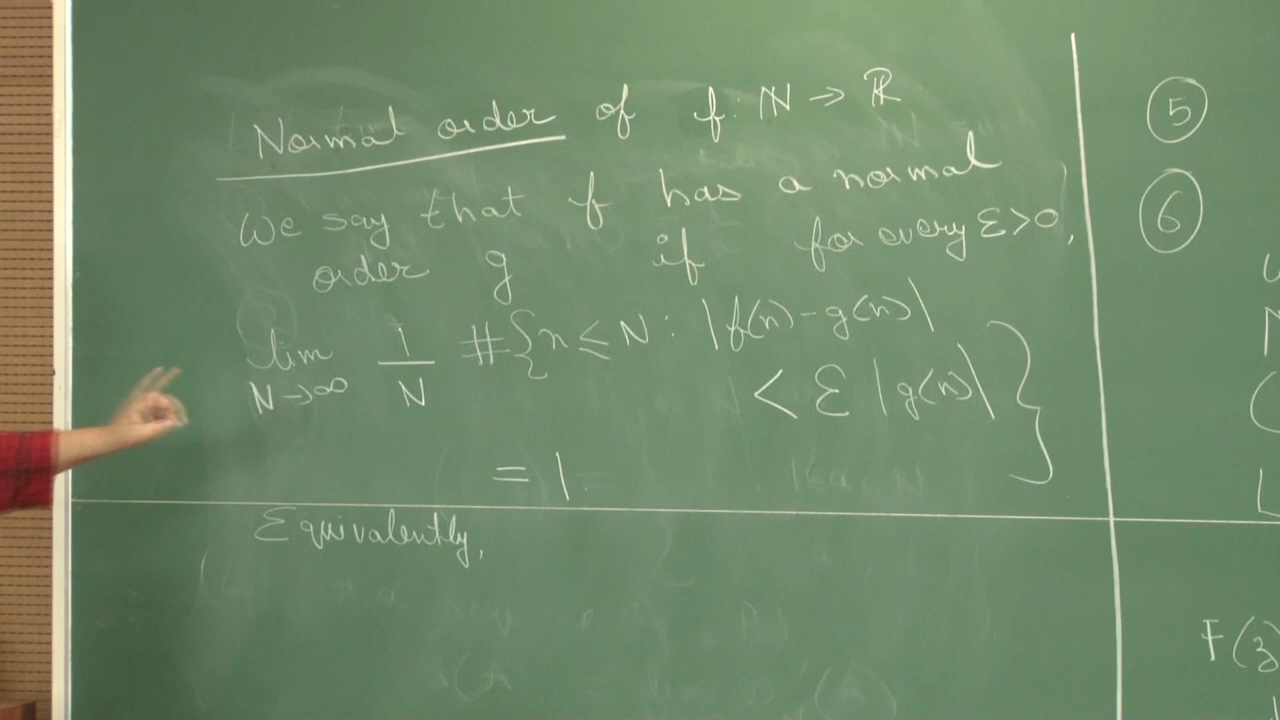 Normal order of f: ℕ → ℝ
We say that f has a normal
order g if for every ε>0,
lim 1/N #{n ≤ N : |f(n) - g(n)|
N→∞
< ε |g(n)| }
= 1.
Equivalently,
5
6
F(z